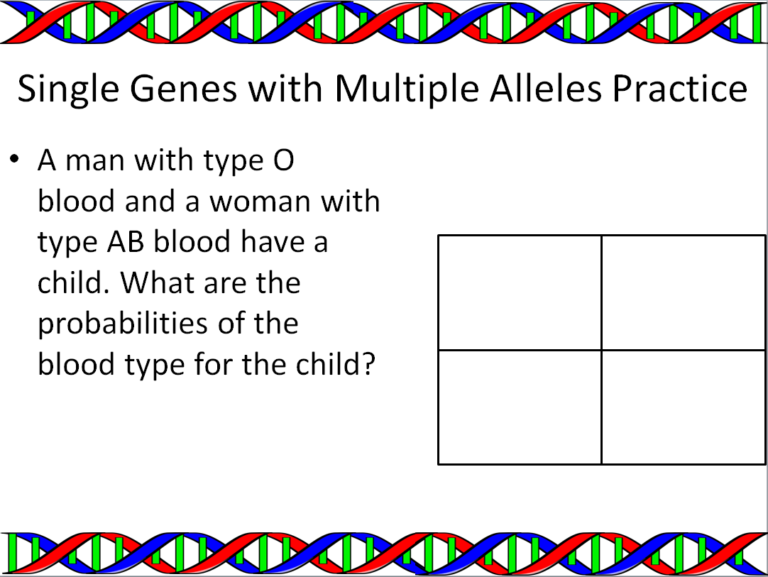 Single Genes with Multiple Alleles Practice
• A man with type O
blood and a woman with
type AB blood have a
child. What are the
probabilities of the
blood type for the child?